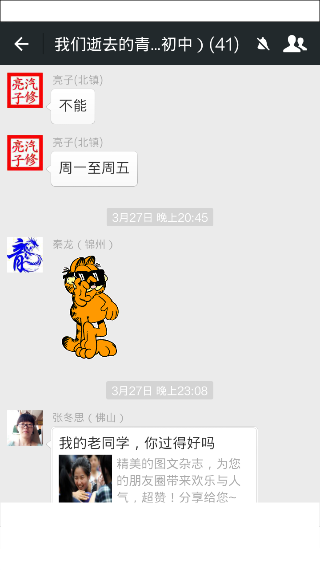 我们逝去的青...初中）(41)
亮子(北镇)
汽修
亮子
不能
亮子(北镇)
汽修
亮子
周一至周五
3月27日 晚上20:45
秦龙（锦州）
3月27日 晚上23:08
张冬思（佛山）
我的老同学，你过得好吗
精美的图文杂志，为您
的朋友圈带来欢乐与人
气，超赞！分享给您~